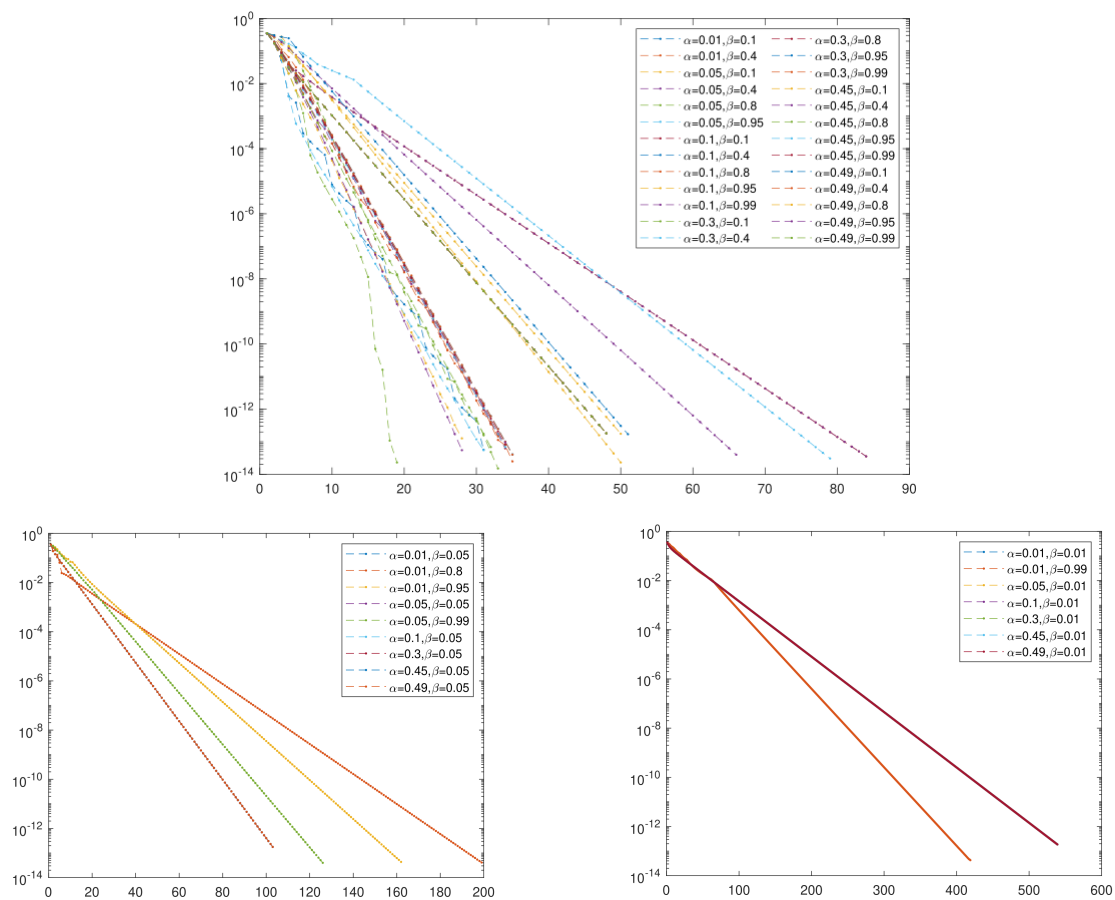 10^0
10^-2
10^-4
10^-6
10^-8
10^-10
10^-12
10^-14
0 10 20 30 40 50 60 70 80 90
α=0.01,β=0.1
α=0.01,β=0.4
α=0.05,β=0.1
α=0.05,β=0.4
α=0.05,β=0.8
α=0.05,β=0.95
α=0.1,β=0.1
α=0.1,β=0.4
α=0.1,β=0.8
α=0.1,β=0.95
α=0.1,β=0.99
α=0.3,β=0.1
α=0.3,β=0.4
α=0.3,β=0.8
α=0.3,β=0.95
α=0.3,β=0.99
α=0.45,β=0.1
α=0.45,β=0.4
α=0.45,β=0.8
α=0.45,β=0.95
α=0.45,β=0.99
α=0.49,β=0.1
α=0.49,β=0.4
α=0.49,β=0.8
α=0.49,β=0.95
α=0.49,β=0.99
10^0
10^-2
10^-4
10^-6
10^-8
10^-10
10^-12
10^-14
0 20 40 60 80 100 120 140 160 180 200
α=0.01,β=0.05
α=0.01,β=0.8
α=0.01,β=0.95
α=0.05,β=0.05
α=0.05,β=0.99
α=0.1,β=0.05
α=0.3,β=0.05
α=0.45,β=0.05
α=0.49,β=0.05
10^0
10^-2
10^-4
10^-6
10^-8
10^-10
10^-12
10^-14
0 100 200 300 400 500 600
α=0.01,β=0.01
α=0.01,β=0.99
α=0.05,β=0.01
α=0.1,β=0.01
α=0.3,β=0.01
α=0.45,β=0.01
α=0.49,β=0.01